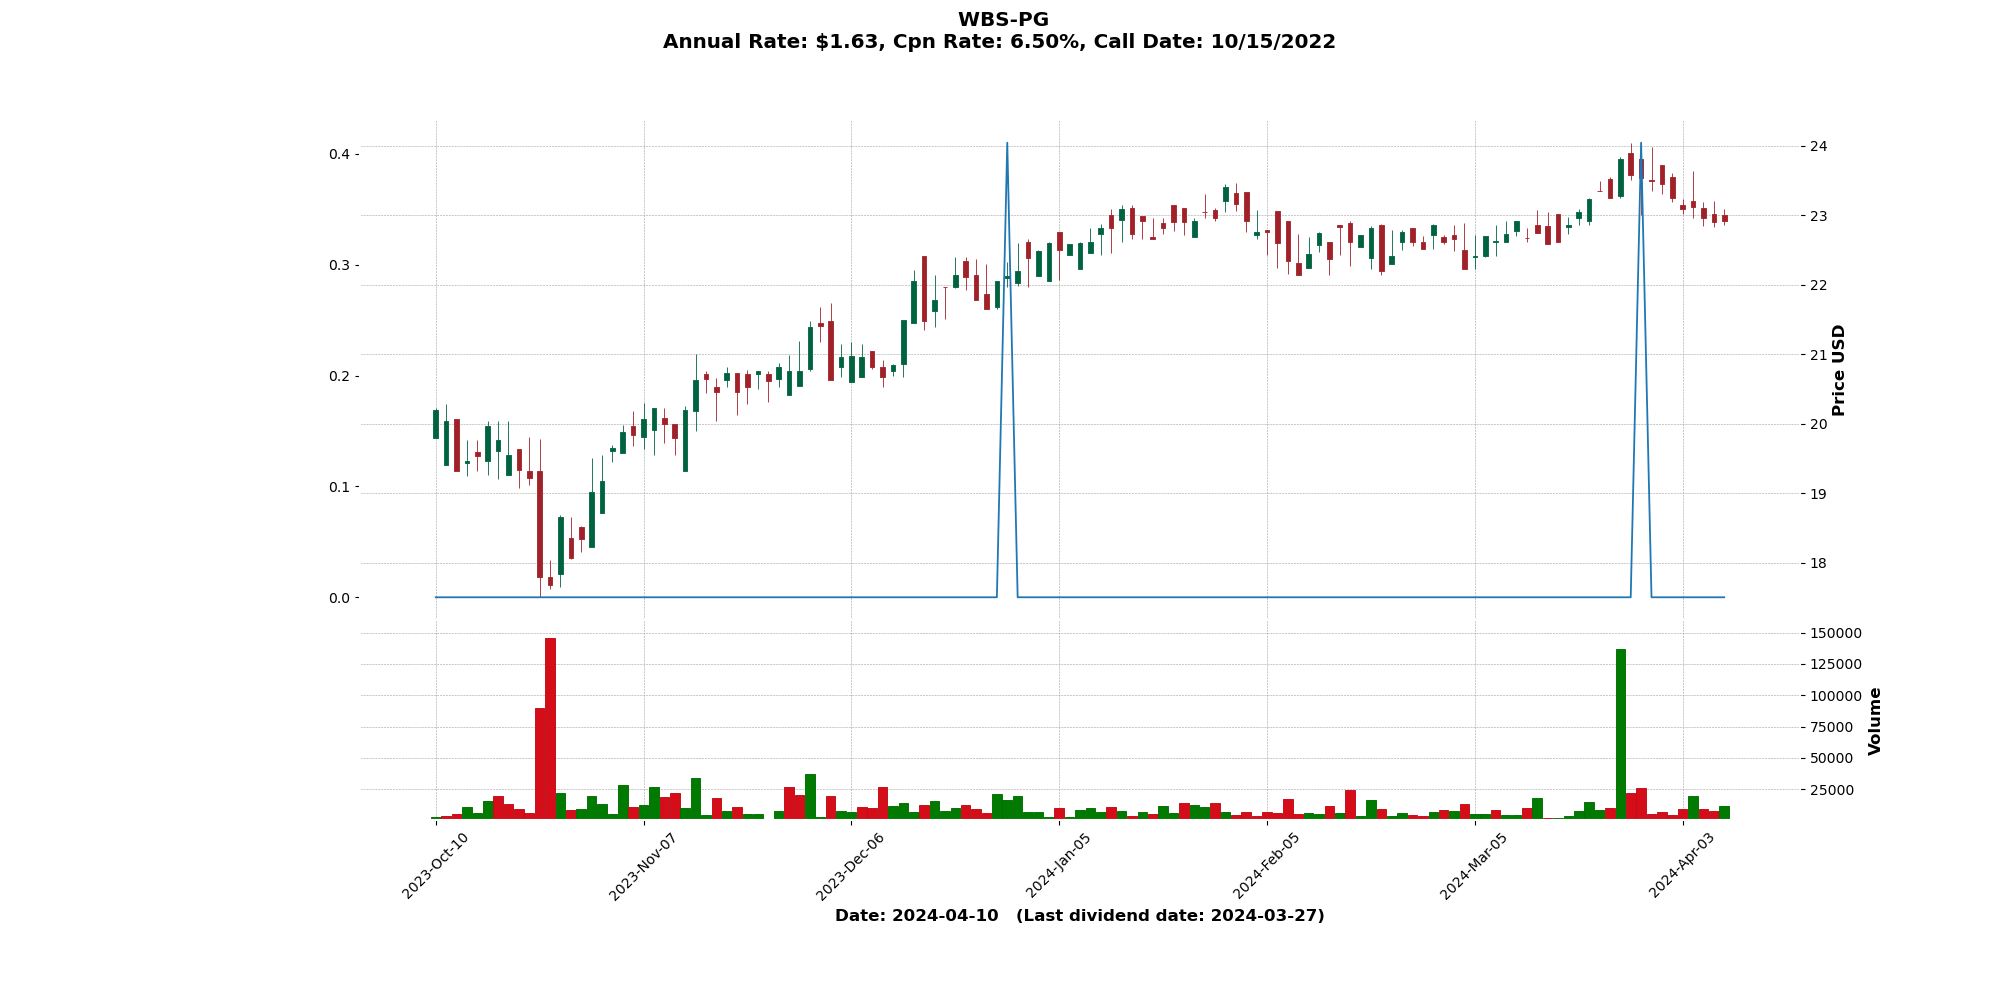 WBS-PG
Annual Rate: $1.63, Cpn Rate: 6.50%, Call Date: 10/15/2022
0.4
0.3
0.2
0.1
0.0
24
23
22
21
20
19
18
Price USD
150000
125000
100000
75000
50000
25000
Volume
2023-Oct-10
2023-Nov-07
2023-Dec-06
2024-Jan-05
2024-Feb-05
2024-Mar-05
2024-Apr-03
Date: 2024-04-10 (Last dividend date: 2024-03-27)